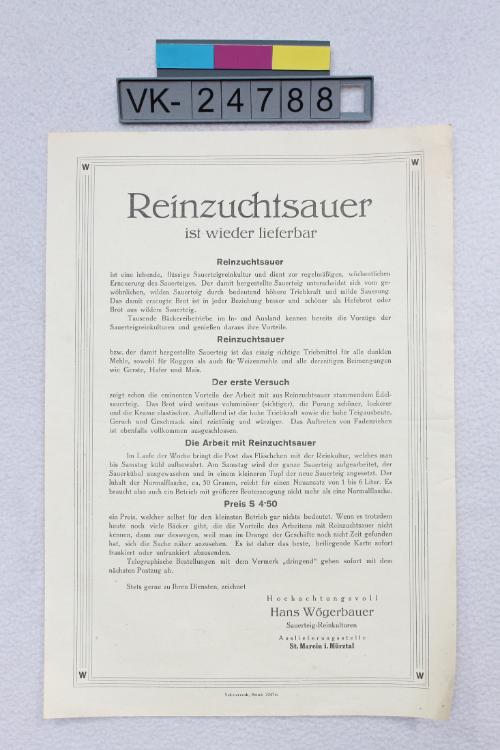 VK-24788
W W
Reinzuchtsauer
ist wieder lieferbar
Reinzuchtsauer
ist eine lebende, flüssige Sauerteigreinkultur und dient zur regelmäßigen, wöchentlichen
Erneuerung des Sauerteiges. Der damit hergestellte Sauerteig unterscheidet sich vom ge-
wöhnlichen, wilden Sauerteig durch bedeutend höhere Triebkraft und milde Säuerung.
Das damit erzeugte Brot ist in jeder Beziehung besser und schöner als Hefebrot oder
Brot aus wildem Sauerteig.
Tausende Bäckereibetriebe im In- und Ausland kennen bereits die Vorzüge der
Sauerteigreinkulturen und genießen daraus ihre Vorteile.
Reinzuchtsauer
bzw. der damit hergestellte Sauerteig ist das einzig richtige Triebmittel für alle dunklen
Mehle, sowohl für Roggen als auch für Weizenmehle und alle derzeitigen Beimengungen
wie Gerste, Hafer und Mais.
Der erste Versuch
zeigt schon die eminenten Vorteile der Arbeit mit aus Reinzuchtsauer stammendem Edel-
sauerteig. Das Brot wird weitaus voluminöser (sichtiger), die Porung schöner, lockerer
und die Krume elastischer. Auffallend ist die hohe Triebkraft sowie die hohe Teigausbeute.
Geruch und Geschmack sind reintönig und würziger. Das Auftreten von Fadenziehen
ist ebenfalls vollkommen ausgeschlossen.
Die Arbeit mit Reinzuchtsauer
Im Laufe der Woche bringt die Post das Fläschchen mit der Reinkultur, welches man
bis Samstag kühl aufbewahrt. Am Samstag wird der ganze Sauerteig aufgearbeitet, der
Sauerkübel ausgewaschen und in einem kleineren Topf der neue Sauerteig angesetzt. Der
Inhalt der Normalflasche, ca. 50 Gramm, reicht für einen Neuansatz von 1 bis 6 Liter. Es
braucht also auch ein Betrieb mit größerer Broterzeugung nicht mehr als eine Normalflasche.
Preis S 4·50
ein Preis, welcher selbst für den kleinsten Betrieb gar nichts bedeutet. Wenn es trotzdem
heute noch viele Bäcker gibt, die die Vorteile des Arbeitens mit Reinzuchtsauer nicht
kennen, dann nur deswegen, weil man im Drange der Geschäfte noch nicht Zeit gefunden
hat, sich die Sache näher anzusehen. Es ist daher das beste, beiliegende Karte sofort
frankiert oder unfrankiert abzusenden.
Telegraphische Bestellungen mit dem Vermerk „dringend" gehen sofort mit dem
nächsten Postzug ab.
Stets gerne zu Ihren Diensten, zeichnet
Hochachtungsvoll
Hans Wögerbauer
Sauerteig-Reinkulturen
Auslieferungsstelle
St. Marein i. Mürztal
W W